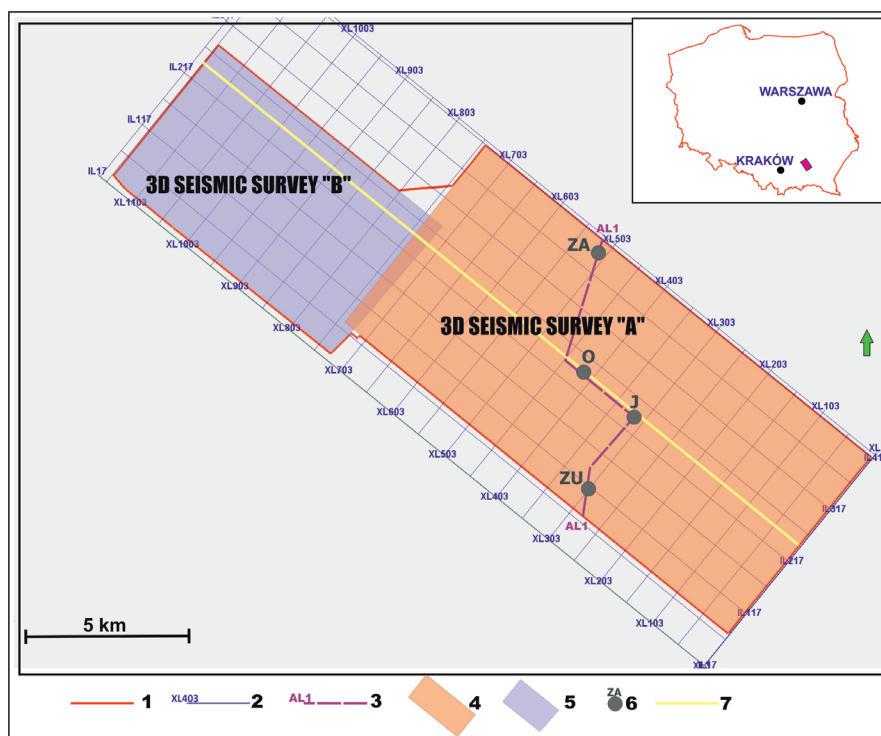 XL1003
XL903
XL803
XL703
XL603
AL1
XL503
XL403
XL303
XL203
XL103
IL217
IL117
IL17
XL1103
XL1003
XL903
XL803
XL703
XL603
XL503
XL403
XL303
XL203
XL103
IL317
IL217
IL117
3D SEISMIC SURVEY "B"
3D SEISMIC SURVEY "A"
ZA
O
J
ZU
AL1
WARSZAWA
KRAKÓW
5 km
1
XL403 2
AL1 3
4
5
ZA 6
7